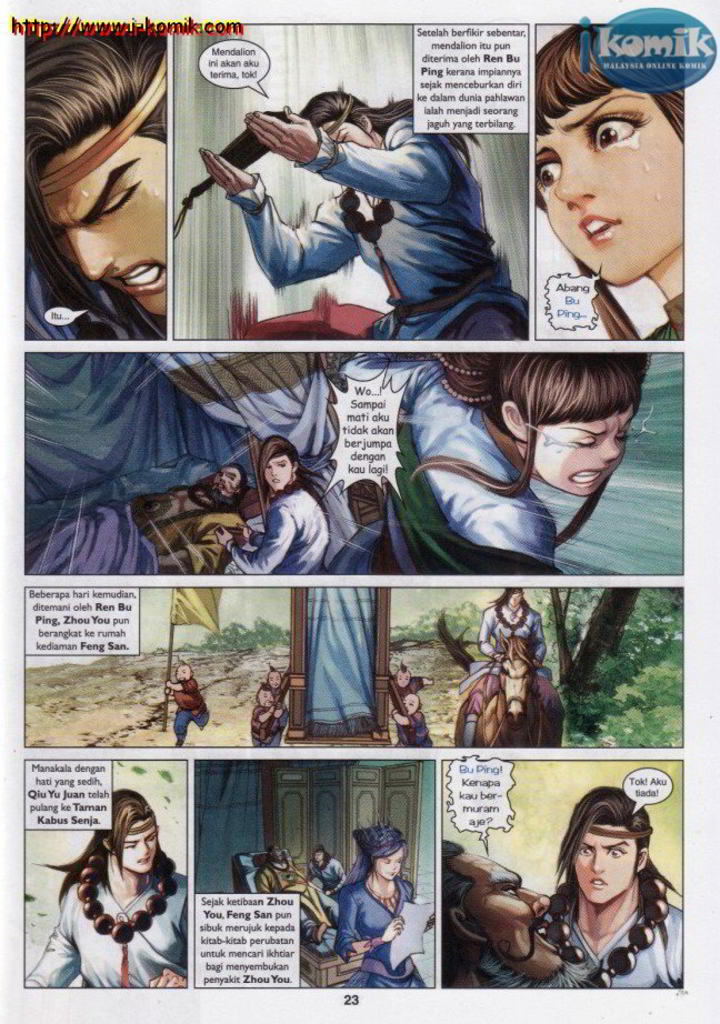 http://www.i-komik.com
ikomik
MALAYSIA ONLINE KOMIK
Itu...
Mendalion
ini akan aku
terima, tok!
Setelah berfikir sebentar,
mendalion itu pun
diterima oleh Ren Bu
Ping kerana impiannya
sejak menceburkan diri
ke dalam dunia pahlawan
ialah menjadi seorang
jaguh yang terbilang.
Abang
Bu
Ping...
Wo...!
Sampai
mati aku
tidak akan
berjumpa
dengan
kau lagi!
Beberapa hari kemudian,
ditemani oleh Ren Bu
Ping, Zhou You pun
berangkat ke rumah
kediaman Feng San.
Manakala dengan
hati yang sedih,
Qiu Yu Juan telah
pulang ke Taman
Kabus Senja.
Sejak ketibaan Zhou
You, Feng San pun
sibuk merujuk kepada
kitab-kitab perubatan
untuk mencari ikhtiar
bagi menyembukan
penyakit Zhou You.
Bu Ping!
Kenapa
kau ber-
muram
aje?
Tok! Aku
tiada!
23